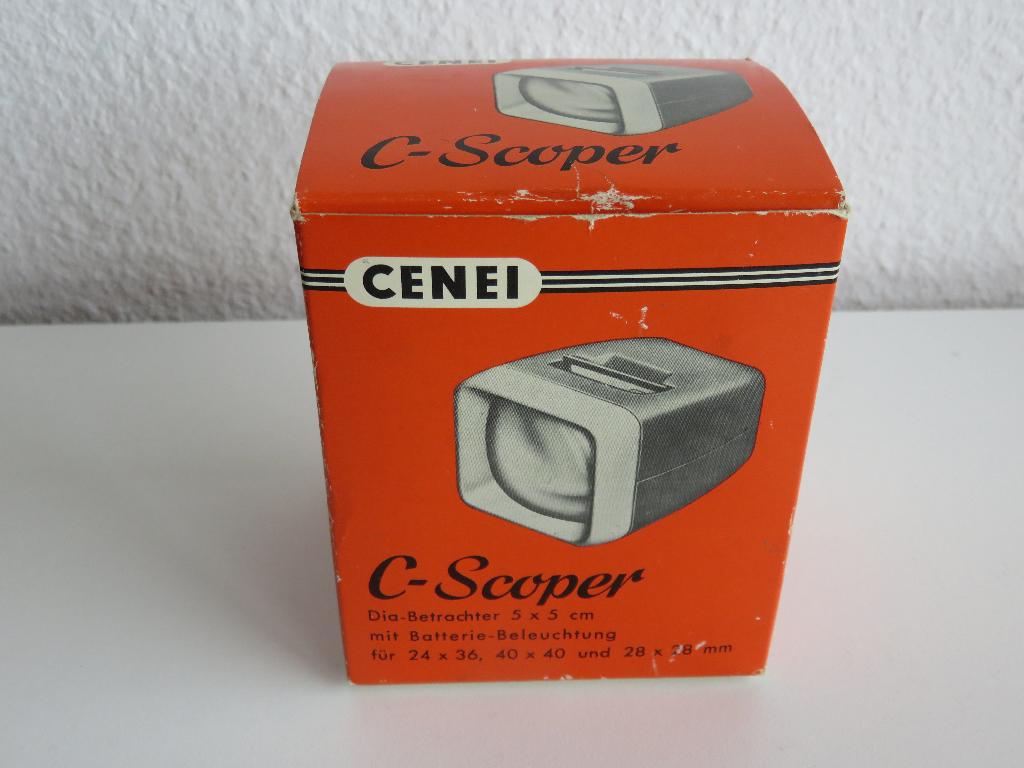 CENEI
C-Scoper
CENEI
C-Scoper
Dia-Betrachter 5 x 5 cm
mit Batterie-Beleuchtung
für 24 x 36, 40 x 40 und 28 x 28 mm